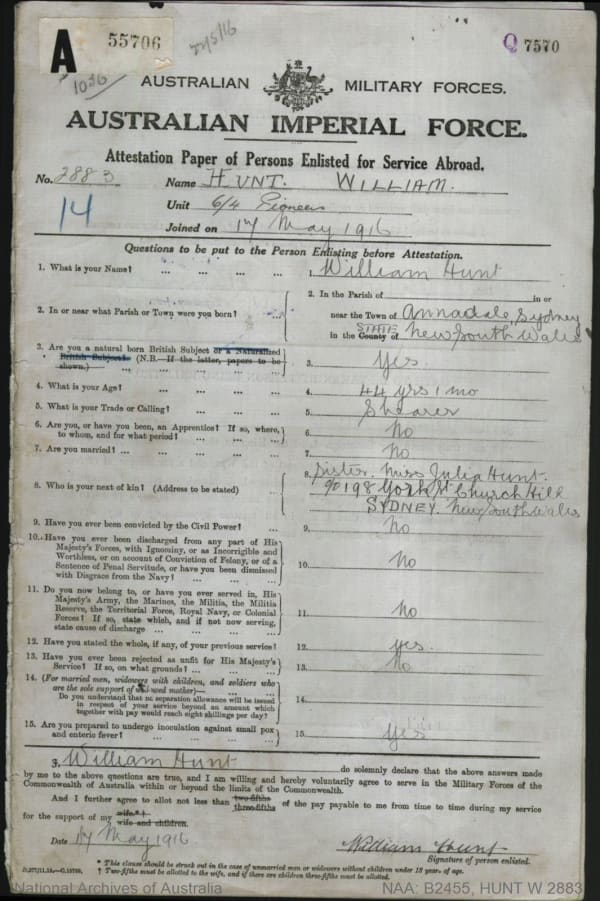 A
55706
22/5/16
Q 7570
1036
AUSTRALIAN MILITARY FORCES.
AUSTRALIAN IMPERIAL FORCE.
Attestation Paper of Persons Enlisted for Service Abroad.
No. 2883 Name HUNT. WILLIAM.
14
Unit 6/4 Pioneers
Joined on 17 May 1916
Questions to be put to the Person Enlisting before Attestation.
1. What is your Name? ... ... ... 1. William Hunt
2. In or near what Parish or Town were you born? ... 2. In the Parish of in or
near the Town of Annadale, Sydney
in the County of STATE New South Wales
3. Are you a natural born British Subject or a Naturalized
British Subject? (N.B.—If the latter, papers to be
shown.) ... ... ... ... ... 3. Yes
4. What is your Age? ... ... ... 4. 44 yrs 1 mo
5. What is your Trade or Calling? ... ... ... 5. Shearer
6. Are you, or have you been, an Apprentice? If so, where,
to whom, and for what period? ... ... ... 6. No
7. Are you married? ... ... ... ... 7. No
8. Who is your next of kin? (Address to be stated) ... 8. Sister. Miss Julia Hunt.
c/o 198 York St Church Hill
SYDNEY. New South Wales
9. Have you ever been convicted by the Civil Power? ... 9. No
10. Have you ever been discharged from any part of His
Majesty's Forces, with Ignominy, or as Incorrigible and
Worthless, or on account of Conviction of Felony, or of a
Sentence of Penal Servitude, or have you been dismissed
with Disgrace from the Navy? ... ... ... 10. No
11. Do you now belong to, or have you ever served in, His
Majesty's Army, the Marines, the Militia, the Militia
Reserve, the Territorial Force, Royal Navy, or Colonial
Forces? If so, state which, and if not now serving,
state cause of discharge ... ... ... 11. No
12. Have you stated the whole, if any, of your previous service? 12. yes.
13. Have you ever been rejected as unfit for His Majesty's
Service? If so, on what grounds? ... ... ... 13. No
14. (For married men, widowers with children, and soldiers who
are the sole support of widowed mother)—
Do you understand that no separation allowance will be issued
in respect of your service beyond an amount which
together with pay would reach eight shillings per day? 14.
15. Are you prepared to undergo inoculation against small pox
and enteric fever? ... ... ... ... 15. Yes
I, William Hunt do solemnly declare that the above answers made
by me to the above questions are true, and I am willing and hereby voluntarily agree to serve in the Military Forces of the
Commonwealth of Australia within or beyond the limits of the Commonwealth.
And I further agree to allot not less than two-fifths three-fifths of the pay payable to me from time to time during my service
for the support of my wife*† wife and children.
Date 17 May 1916
William Hunt
Signature of person enlisted.
* This clause should be struck out in the case of unmarried men or widowers without children under 18 years of age.
† Two-fifths must be allotted to the wife, and if there are children three-fifths must be allotted.
National Archives of Australia
NAA: B2455, HUNT W 2883